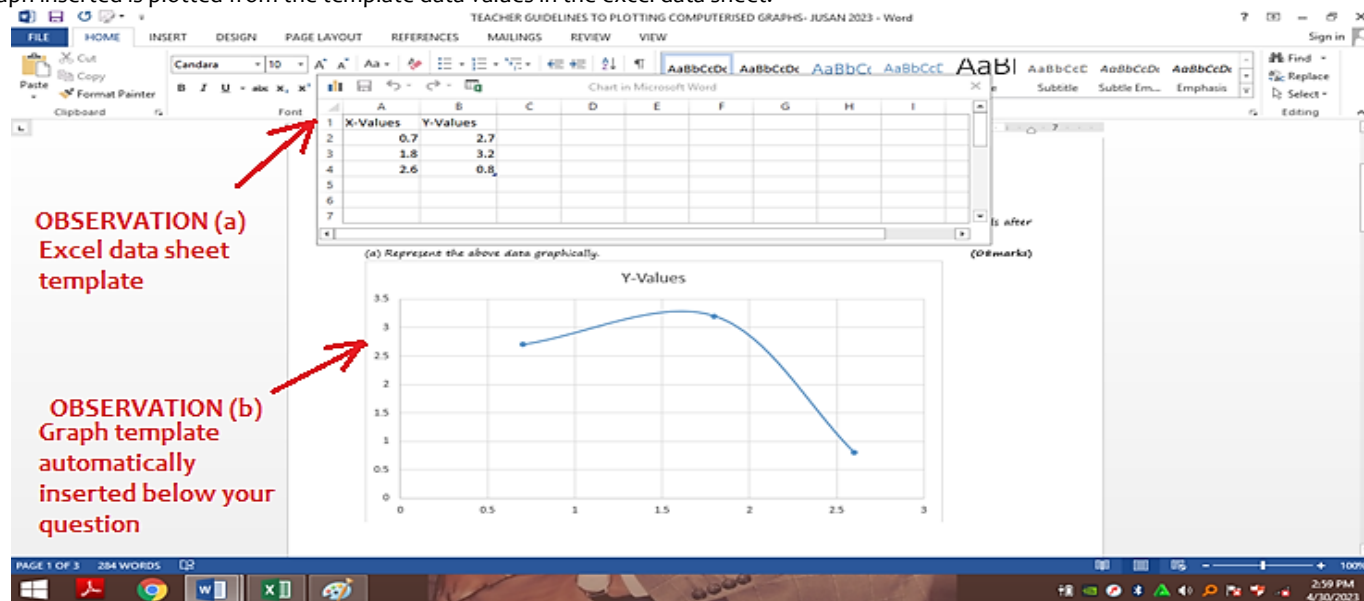 TEACHER GUIDELINES TO PLOTTING COMPUTERISED GRAPHS- JUSAN 2023 - Word
FILE HOME INSERT DESIGN PAGE LAYOUT REFERENCES MAILINGS REVIEW VIEW Sign in
Cut
Copy
Format Painter
Paste
Clipboard
Candara 10
Font
AaBbCcDc AaBbCcDc AaBbCc AaBbCcC AaBl AaBbCcC AaBbCcDc AaBbCcDc
Subtitle Subtle Em... Emphasis
Find
Replace
Select
Editing
Chart in Microsoft Word
A B C D E F G H I
1 X-Values Y-Values
2 0.7 2.7
3 1.8 3.2
4 2.6 0.8
5
6
7
OBSERVATION (a)
Excel data sheet
template
ls after
(a) Represent the above data graphically. (08marks)
Y-Values
3.5
3
2.5
2
1.5
1
0.5
0
0 0.5 1 1.5 2 2.5 3
OBSERVATION (b)
Graph template
automatically
inserted below your
question
PAGE 1 OF 3 284 WORDS 100%
2:59 PM
4/30/2023